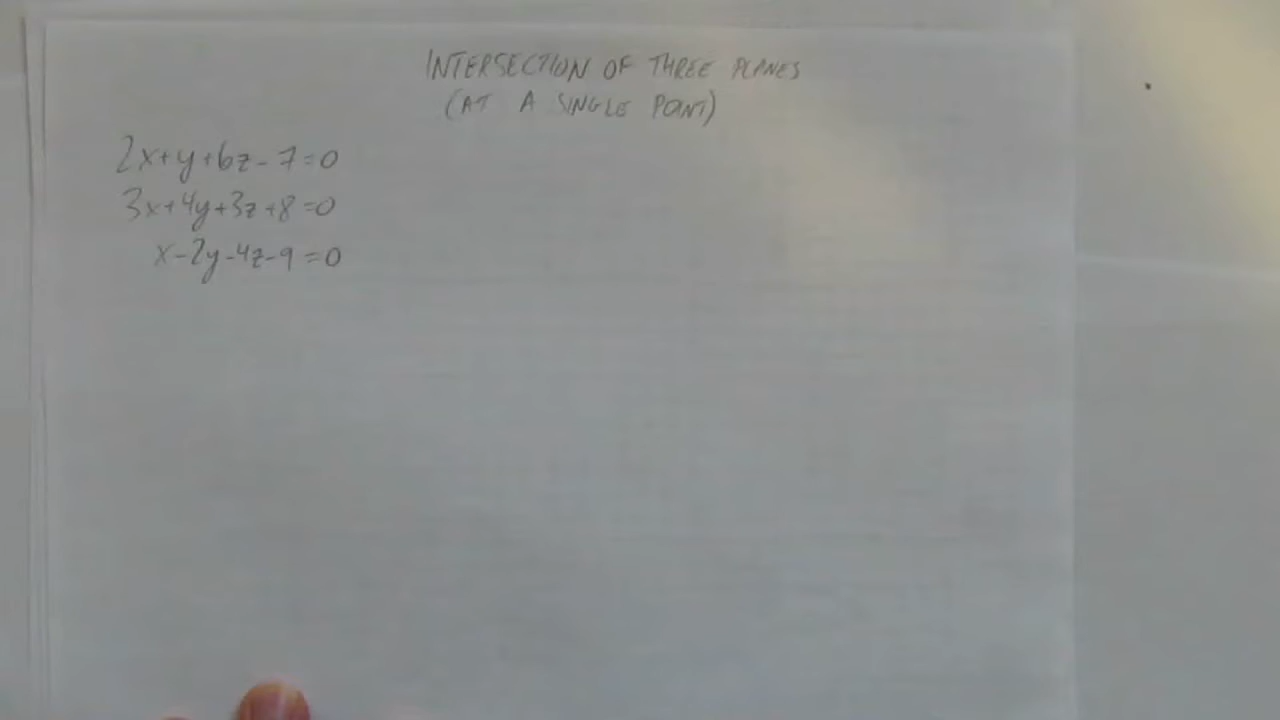 INTERSECTION OF THREE PLANES
(AT A SINGLE POINT)
2x+y+6z-7=0
3x+4y+3z+8=0
x-2y-4z-9=0